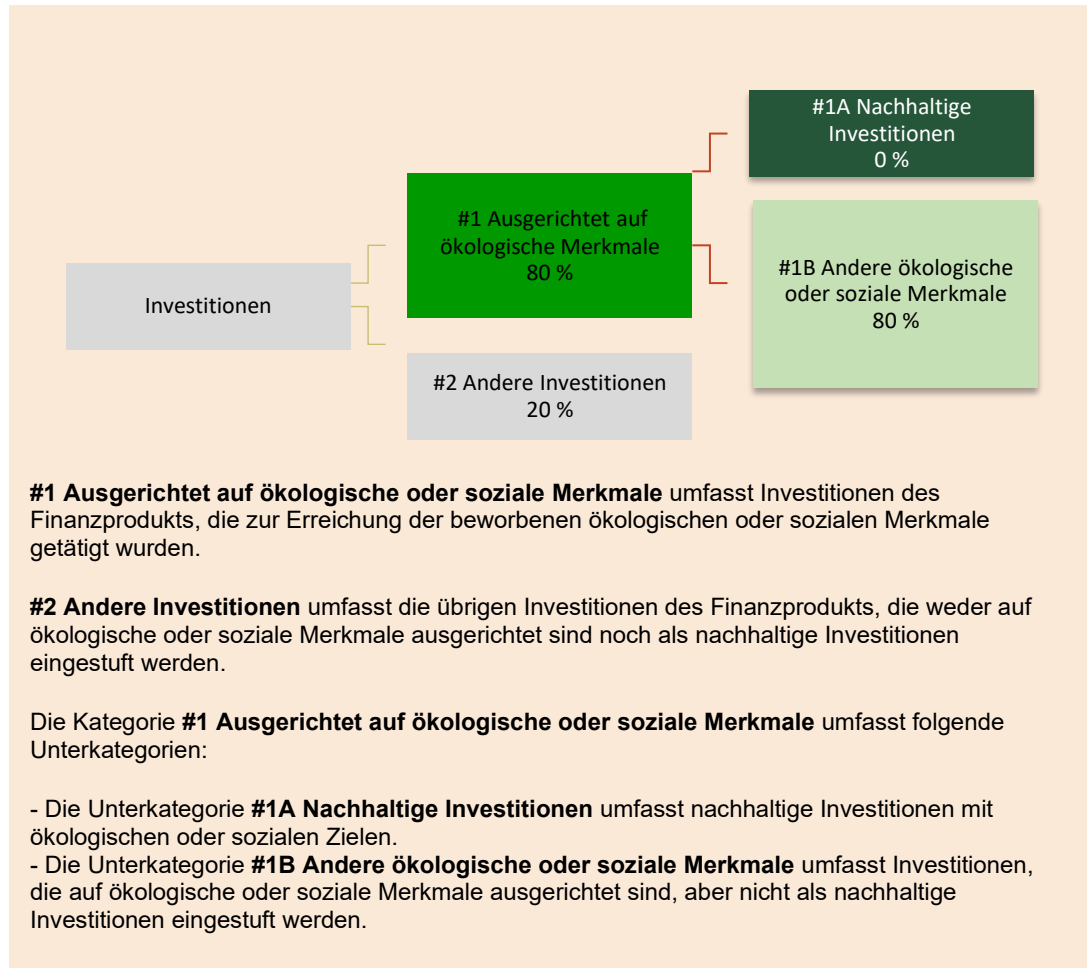 #1A Nachhaltige
Investitionen
0 %
#1 Ausgerichtet auf
ökologische Merkmale
80 %
#1B Andere ökologische
oder soziale Merkmale
80 %
Investitionen
#2 Andere Investitionen
20 %
#1 Ausgerichtet auf ökologische oder soziale Merkmale umfasst Investitionen des
Finanzprodukts, die zur Erreichung der beworbenen ökologischen oder sozialen Merkmale
getätigt wurden.
#2 Andere Investitionen umfasst die übrigen Investitionen des Finanzprodukts, die weder auf
ökologische oder soziale Merkmale ausgerichtet sind noch als nachhaltige Investitionen
eingestuft werden.
Die Kategorie #1 Ausgerichtet auf ökologische oder soziale Merkmale umfasst folgende
Unterkategorien:
- Die Unterkategorie #1A Nachhaltige Investitionen umfasst nachhaltige Investitionen mit
ökologischen oder sozialen Zielen.
- Die Unterkategorie #1B Andere ökologische oder soziale Merkmale umfasst Investitionen,
die auf ökologische oder soziale Merkmale ausgerichtet sind, aber nicht als nachhaltige
Investitionen eingestuft werden.